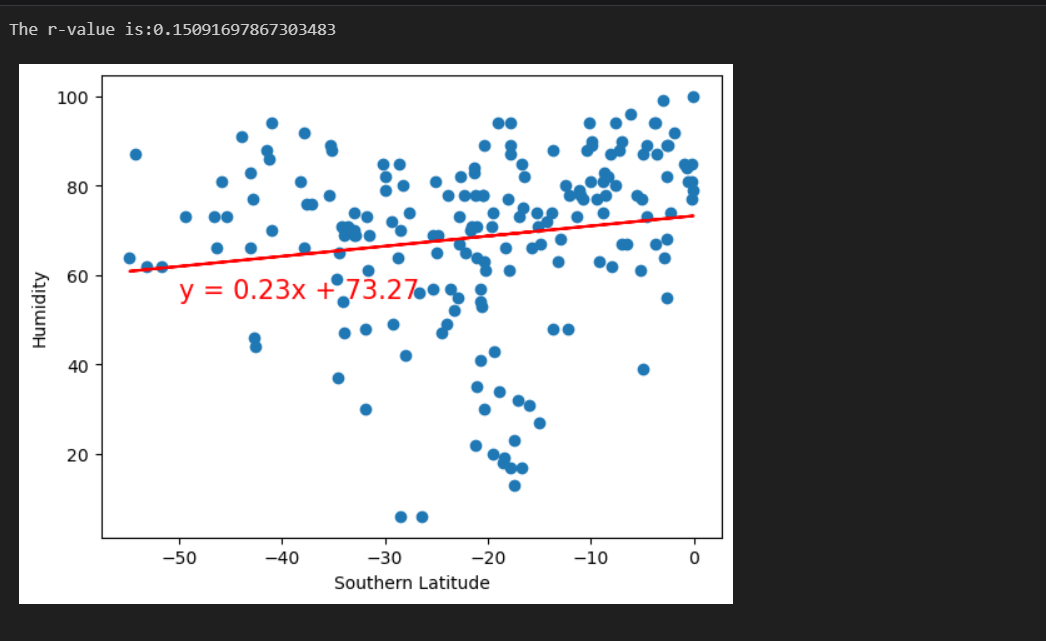 The r-value is:0.15091697867303483
100
80
60
40
20
Humidity
y = 0.23x + 73.27
−50 −40 −30 −20 −10 0
Southern Latitude